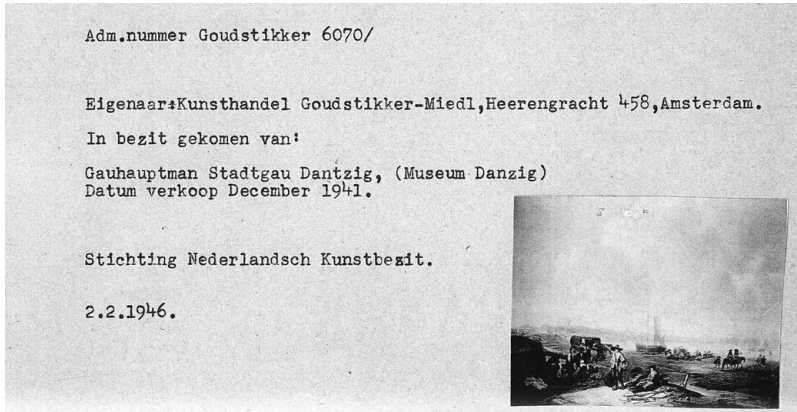 Adm.nummer Goudstikker 6070/
Eigenaar:Kunsthandel Goudstikker-Miedl,Heerengracht 458,Amsterdam.
In bezit gekomen van:
Gauhauptman Stadtgau Dantzig, (Museum Danzig)
Datum verkoop December 1941.
Stichting Nederlandsch Kunstbezit.
2.2.1946.